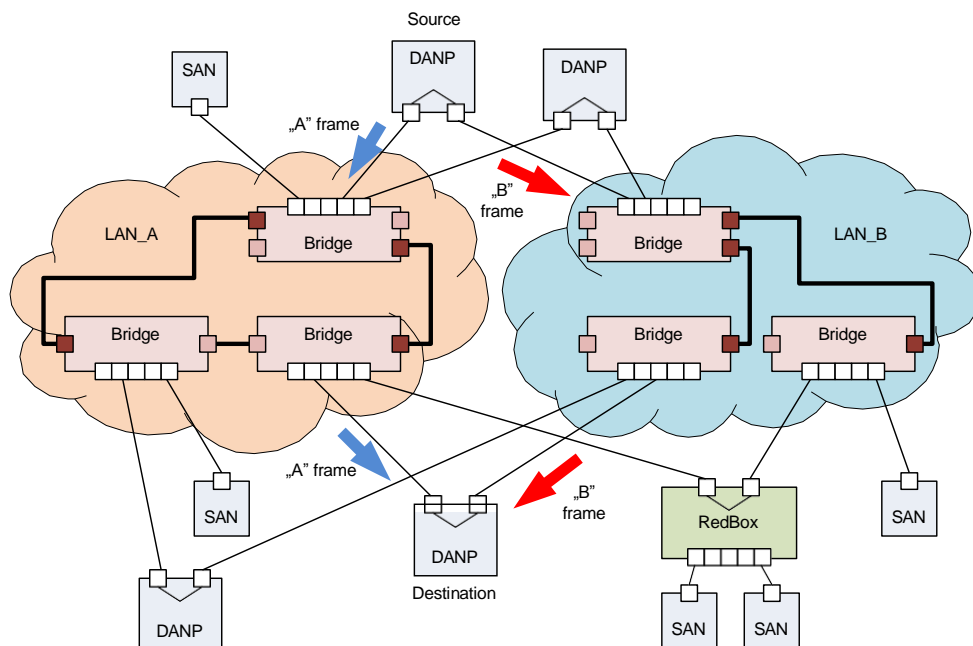 Source
SAN
DANP
DANP
„A” frame
„B”
frame
LAN_A
Bridge
Bridge
LAN_B
Bridge
Bridge
Bridge
Bridge
„A” frame
„B”
frame
SAN
DANP
RedBox
SAN
Destination
DANP
SAN
SAN